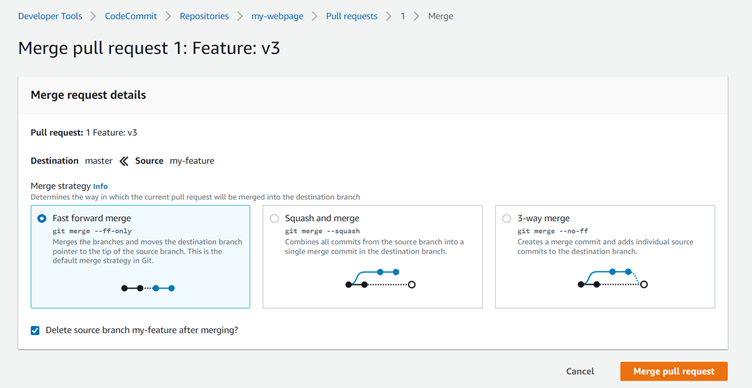 Developer Tools > CodeCommit > Repositories > my-webpage > Pull requests > 1 > Merge
Merge pull request 1: Feature: v3
Merge request details
Pull request: 1 Feature: v3
Destination master « Source my-feature
Merge strategy Info
Determines the way in which the current pull request will be merged into the destination branch
Fast forward merge
git merge --ff-only
Merges the branches and moves the destination branch
pointer to the tip of the source branch. This is the
default merge strategy in Git.
Squash and merge
git merge --squash
Combines all commits from the source branch into a
single merge commit in the destination branch.
3-way merge
git merge --no-ff
Creates a merge commit and adds individual source
commits to the destination branch.
Delete source branch my-feature after merging?
Cancel
Merge pull request